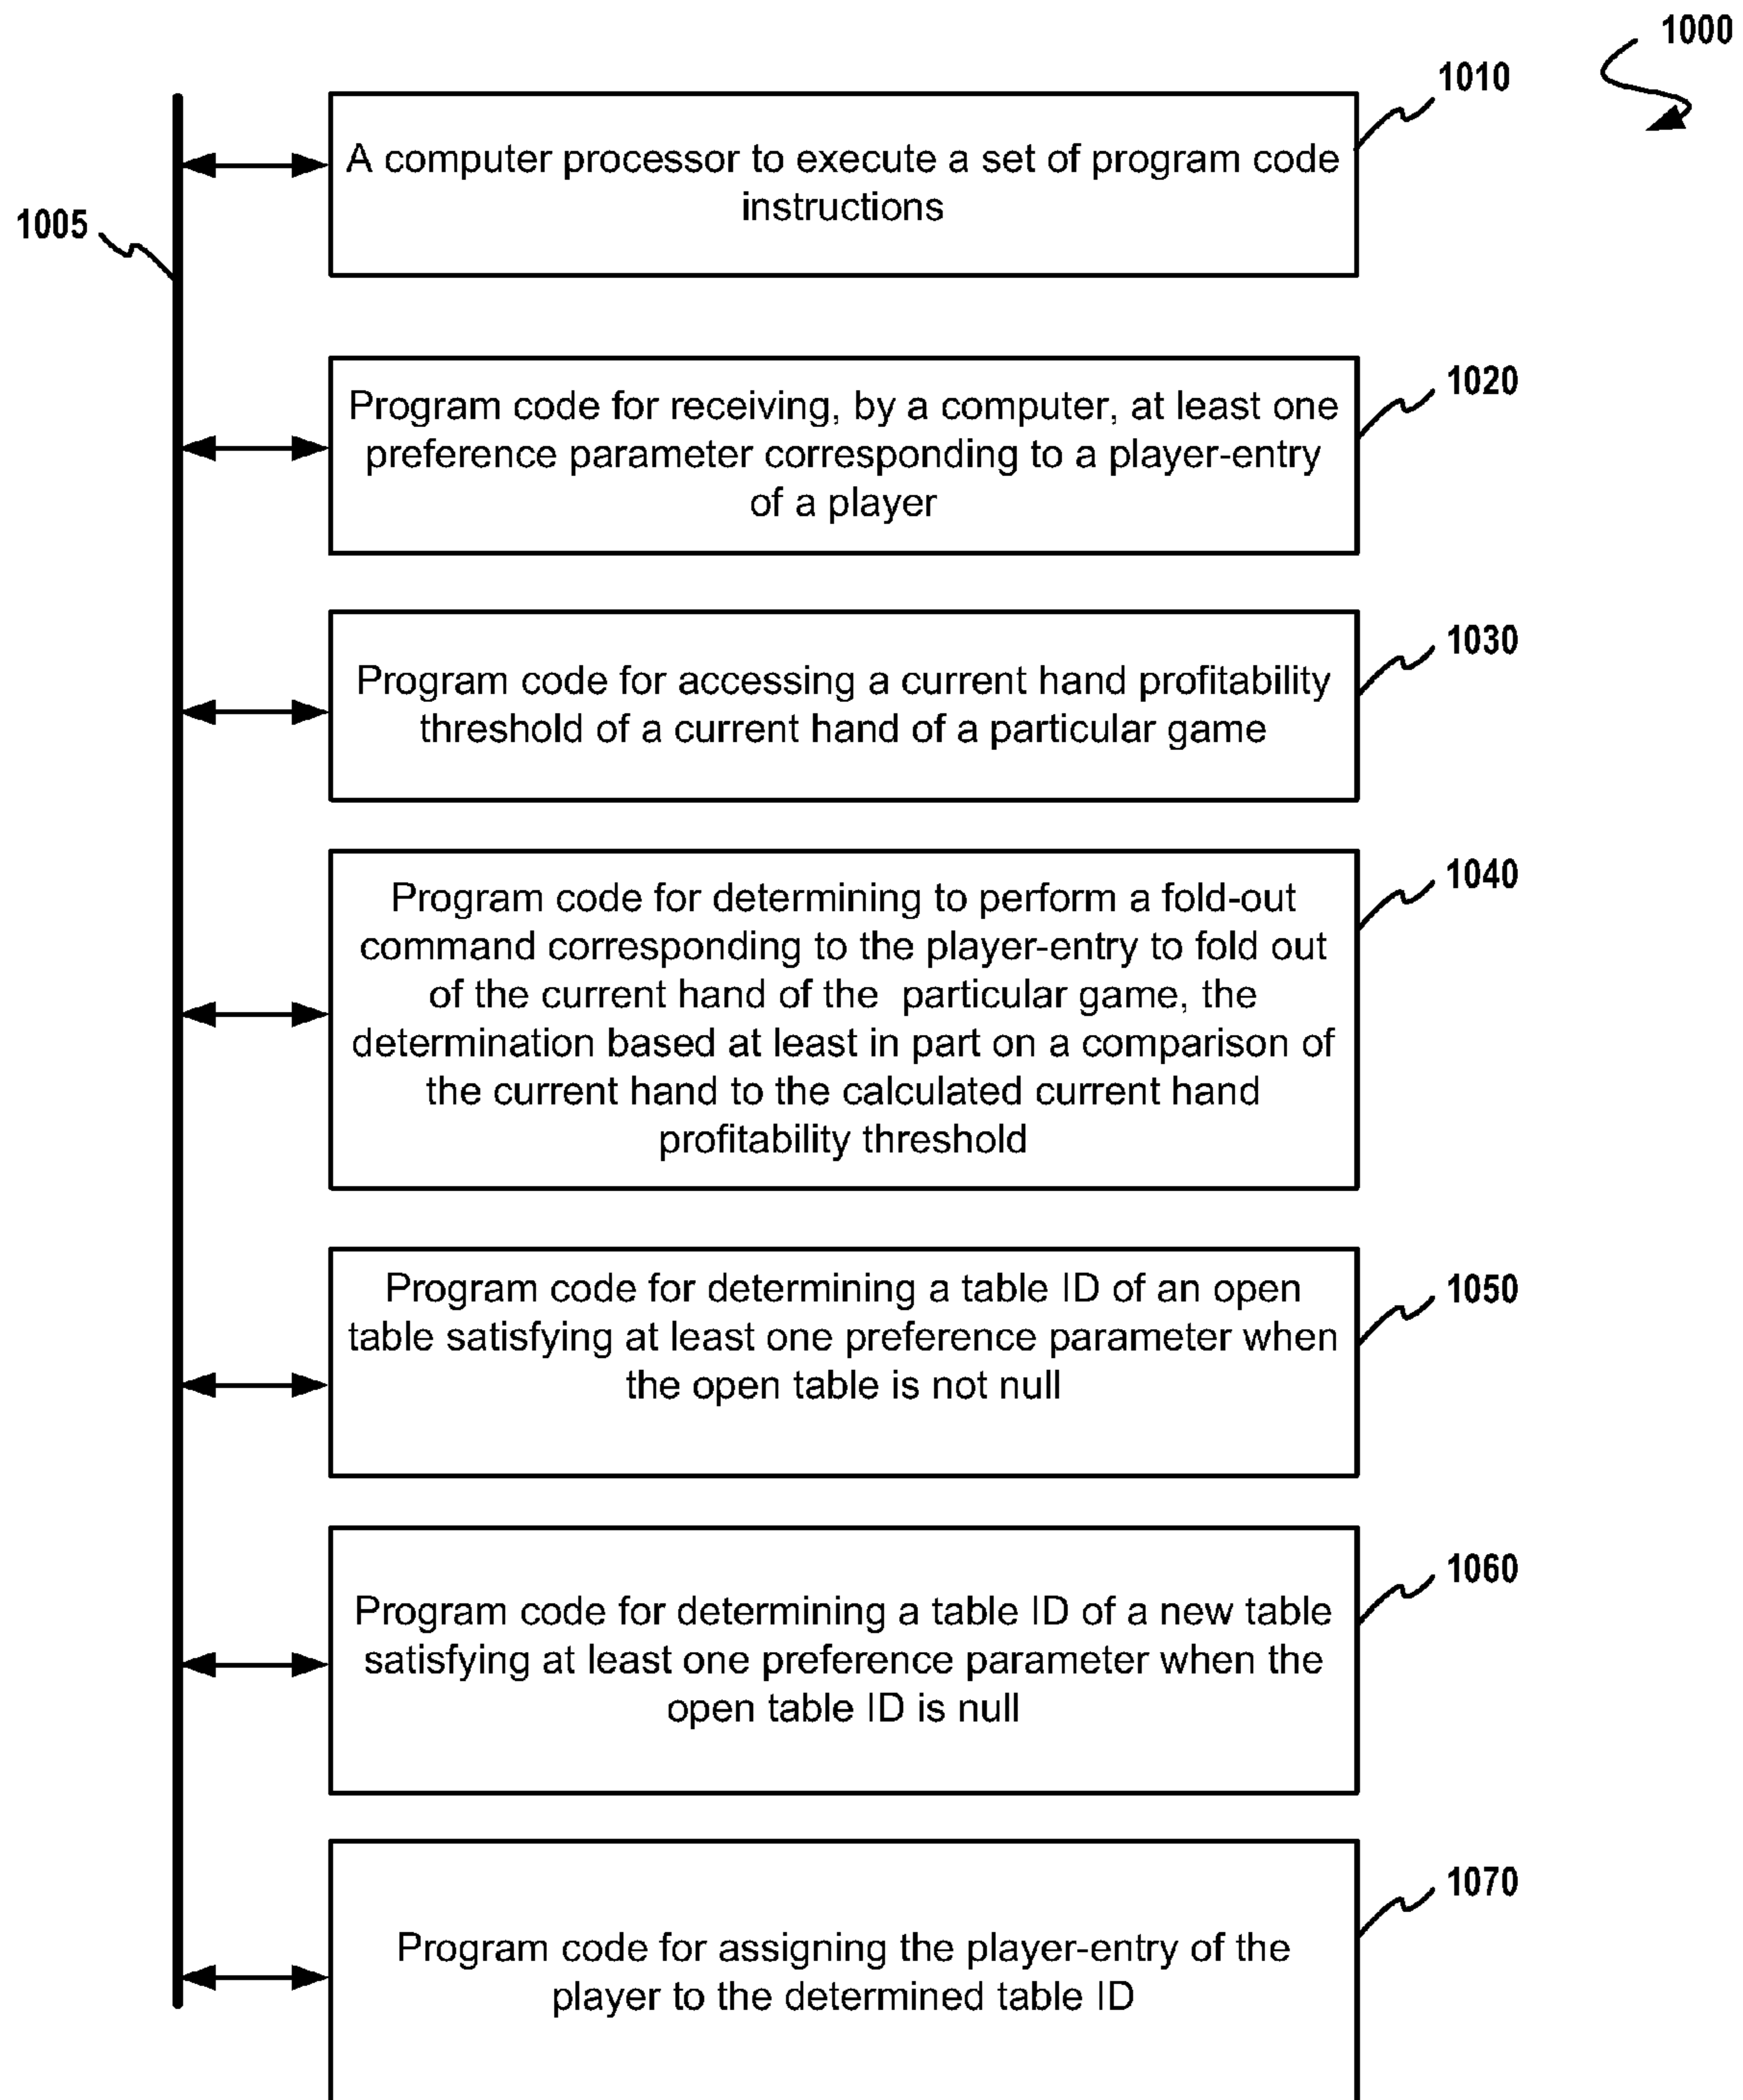 1000
1010
A computer processor to execute a set of program code
instructions
1005
1020
Program code for receiving, by a computer, at least one
preference parameter corresponding to a player-entry
of a player
1030
Program code for accessing a current hand profitability
threshold of a current hand of a particular game
1040
Program code for determining to perform a fold-out
command corresponding to the player-entry to fold out
of the current hand of the particular game, the
determination based at least in part on a comparison of
the current hand to the calculated current hand
profitability threshold
1050
Program code for determining a table ID of an open
table satisfying at least one preference parameter when
the open table is not null
1060
Program code for determining a table ID of a new table
satisfying at least one preference parameter when the
open table ID is null
1070
Program code for assigning the player-entry of the
player to the determined table ID